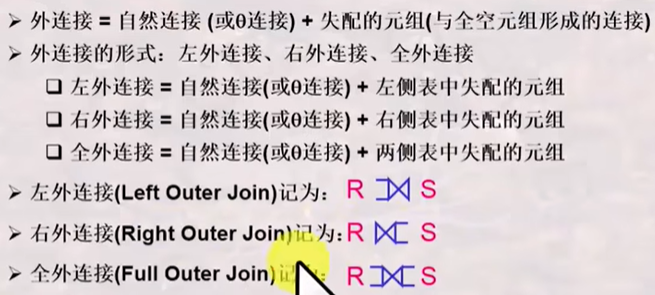 ➢ 外连接 = 自然连接 (或θ连接) + 失配的元组(与全空元组形成的连接)
➢ 外连接的形式：左外连接、右外连接、全外连接
❑ 左外连接 = 自然连接(或θ连接) + 左侧表中失配的元组
❑ 右外连接 = 自然连接(或θ连接) + 右侧表中失配的元组
❑ 全外连接 = 自然连接(或θ连接) + 两侧表中失配的元组
➢ 左外连接(Left Outer Join)记为： R ⟕ S
➢ 右外连接(Right Outer Join)记为: R ⟖ S
➢ 全外连接(Full Outer Join)记 : R ⟗ S